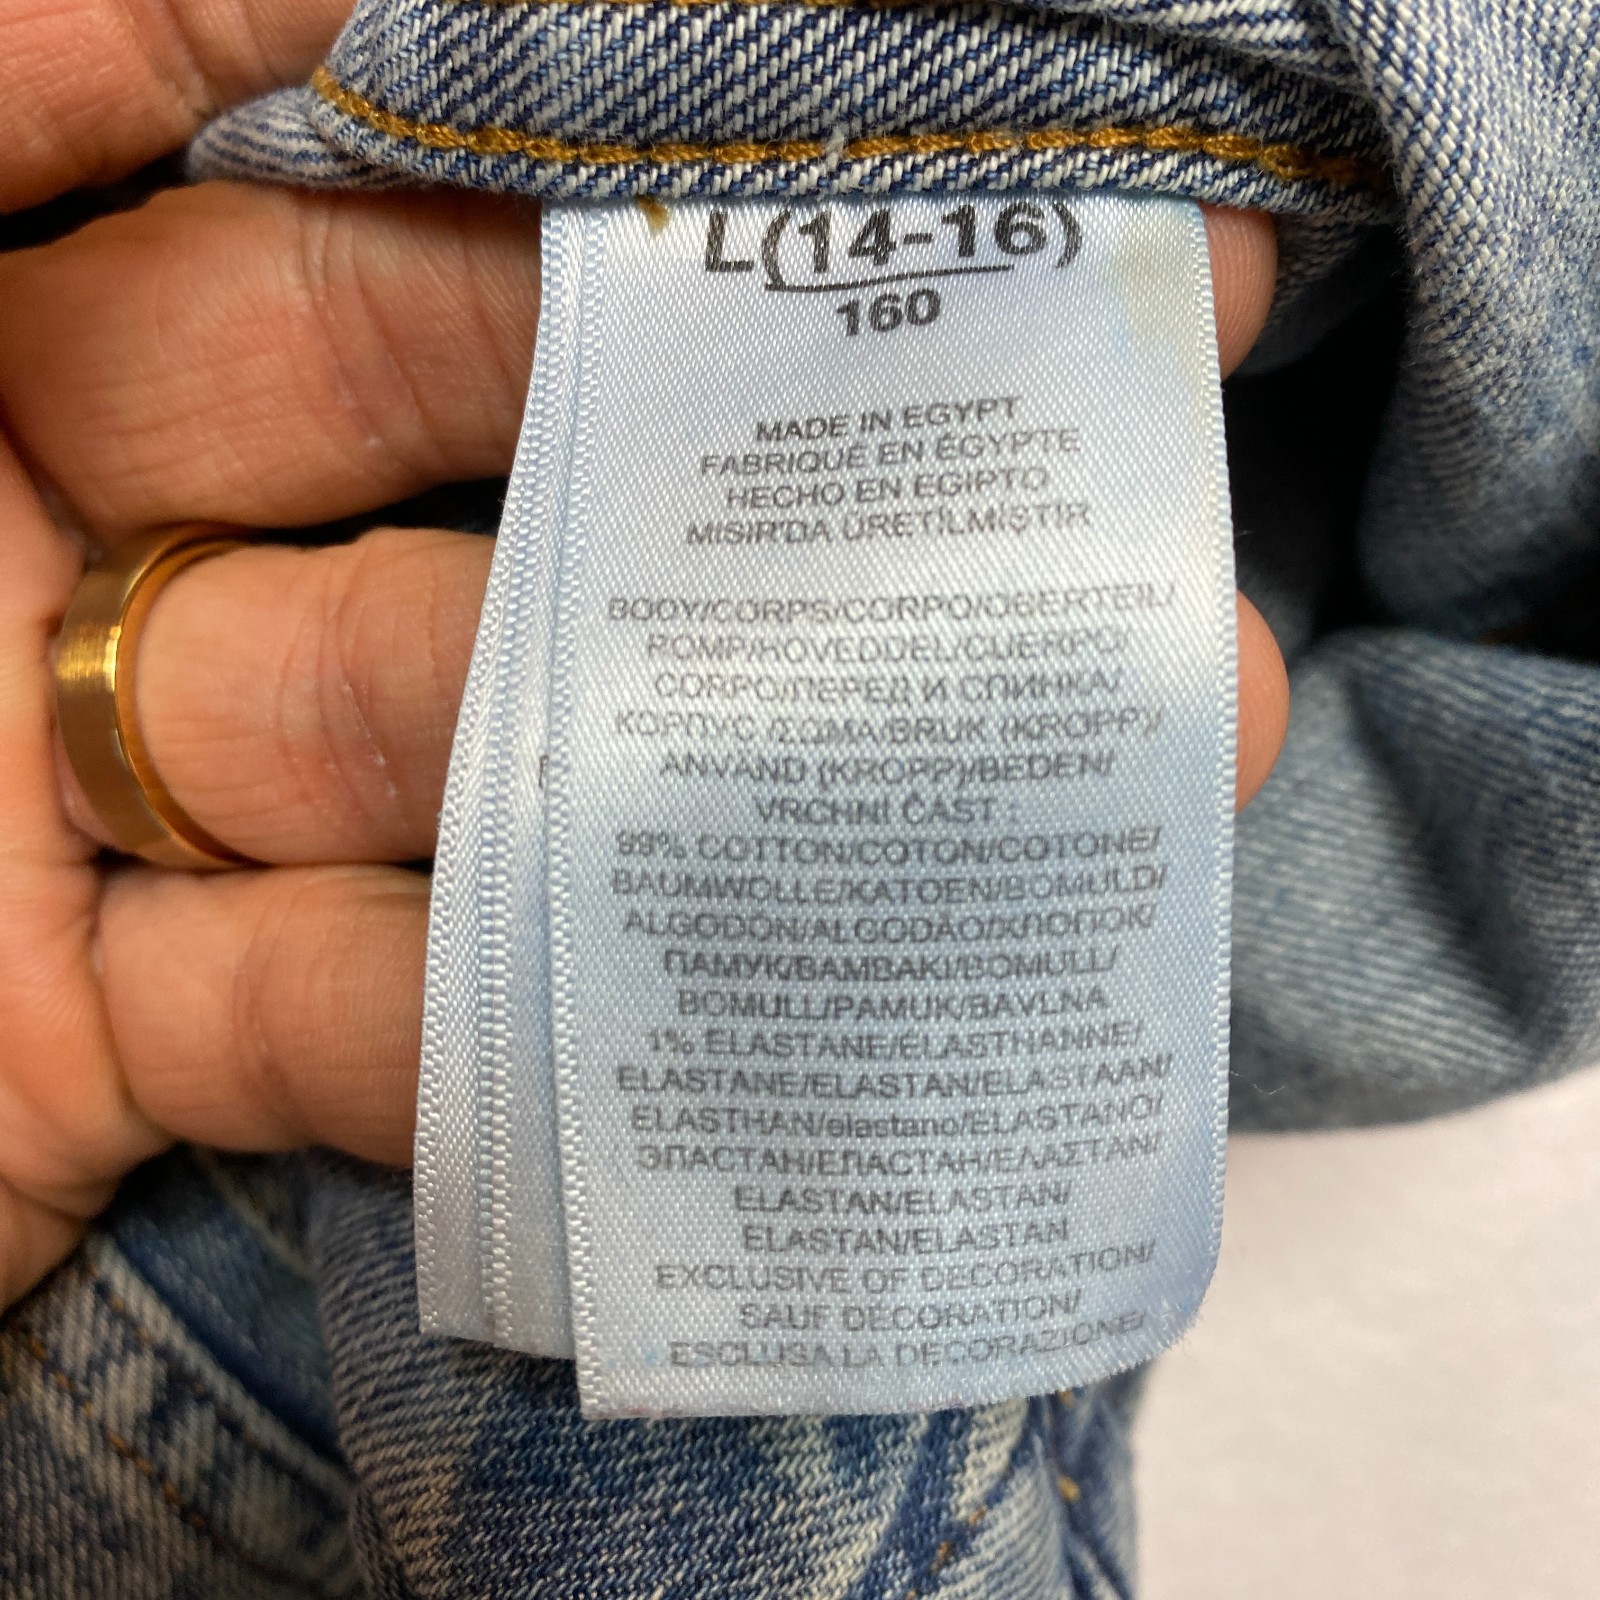 L(14-16)
160
MADE IN EGYPT
FABRIQUÉ EN ÉGYPTE
HECHO EN EGIPTO
MISIR'DA ÜRETİLMİŞTİR
BODY/CORPS/CORPO/OBERTEIL/
ROMP/HOVEDDEL/CUERPO/
CORPO/ПЕРЕД И СПИНКА/
КОРПУС/ΣΩΜΑ/BRUK (KROPP)/
ANVÄND (KROPP)/BEDEN/
VRCHNÍ ČÁST :
99% COTTON/COTON/COTONE/
BAUMWOLLE/KATOEN/BOMULD/
ALGODÓN/ALGODÃO/ХЛОПОК/
ПАМУК/ΒΑΜΒΑΚΙ/BOMULL/
BOMULL/PAMUK/BAVLNA
1% ELASTANE/ELASTHANNE/
ELASTANE/ELASTAN/ELASTAAN/
ELASTHAN/elastano/ELASTANO/
ЭЛАСТАН/ЕЛАСТАН/ΕΛΑΣΤΑΝ/
ELASTAN/ELASTAN/
ELASTAN/ELASTAN
EXCLUSIVE OF DECORATION/
SAUF DÉCORATION/
ESCLUSA LA DECORAZIONE/